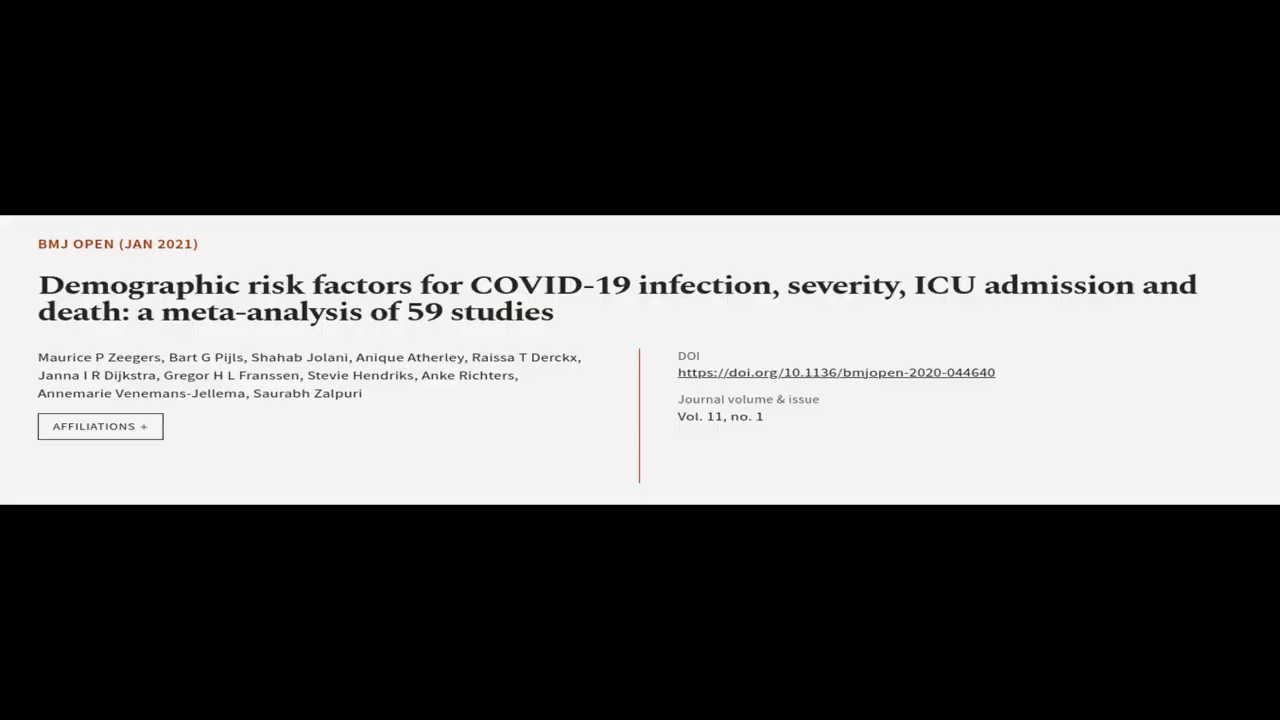 BMJ OPEN (JAN 2021)
Demographic risk factors for COVID-19 infection, severity, ICU admission and
death: a meta-analysis of 59 studies
Maurice P Zeegers, Bart G Pijls, Shahab Jolani, Anique Atherley, Raissa T Derckx,
Janna I R Dijkstra, Gregor H L Franssen, Stevie Hendriks, Anke Richters,
Annemarie Venemans-Jellema, Saurabh Zalpuri
AFFILIATIONS +
DOI
https://doi.org/10.1136/bmjopen-2020-044640
Journal volume & issue
Vol. 11, no. 1